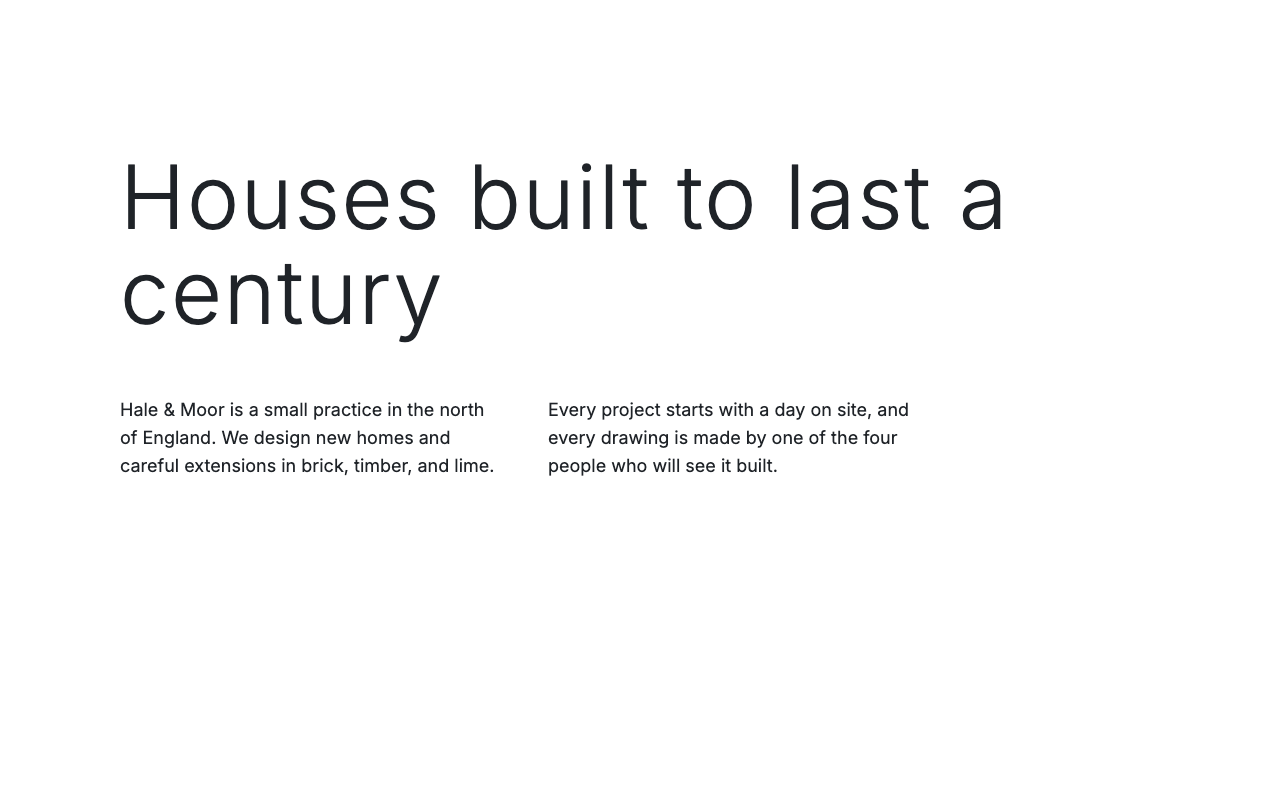 Houses built to last a
century
Hale & Moor is a small practice in the north
of England. We design new homes and
careful extensions in brick, timber, and lime.
Every project starts with a day on site, and
every drawing is made by one of the four
people who will see it built.